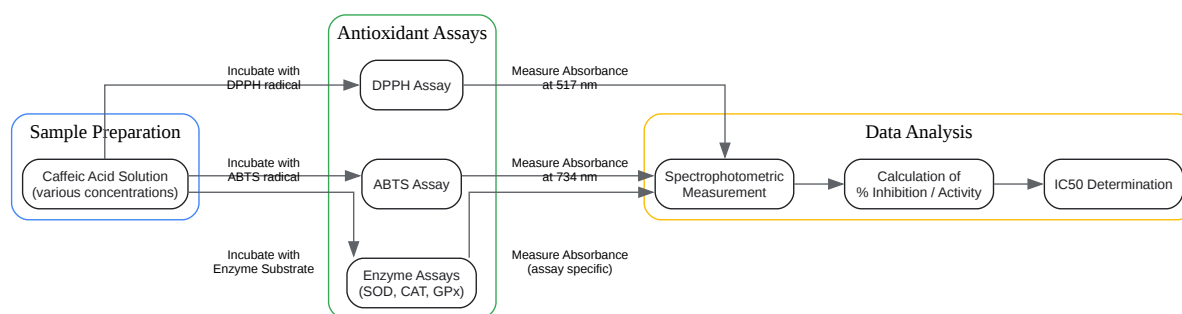 Antioxidant Assays
Incubate with
DPPH radical
DPPH Assay
Measure Absorbance
at 517 nm
Sample Preparation
Data Analysis
Caffeic Acid Solution
(various concentrations)
Incubate with
ABTS radical
ABTS Assay
Measure Absorbance
at 734 nm
Spectrophotometric
Measurement
Calculation of
% Inhibition / Activity
IC50 Determination
Incubate with
Enzyme Substrate
Enzyme Assays
(SOD, CAT, GPx)
Measure Absorbance
(assay specific)